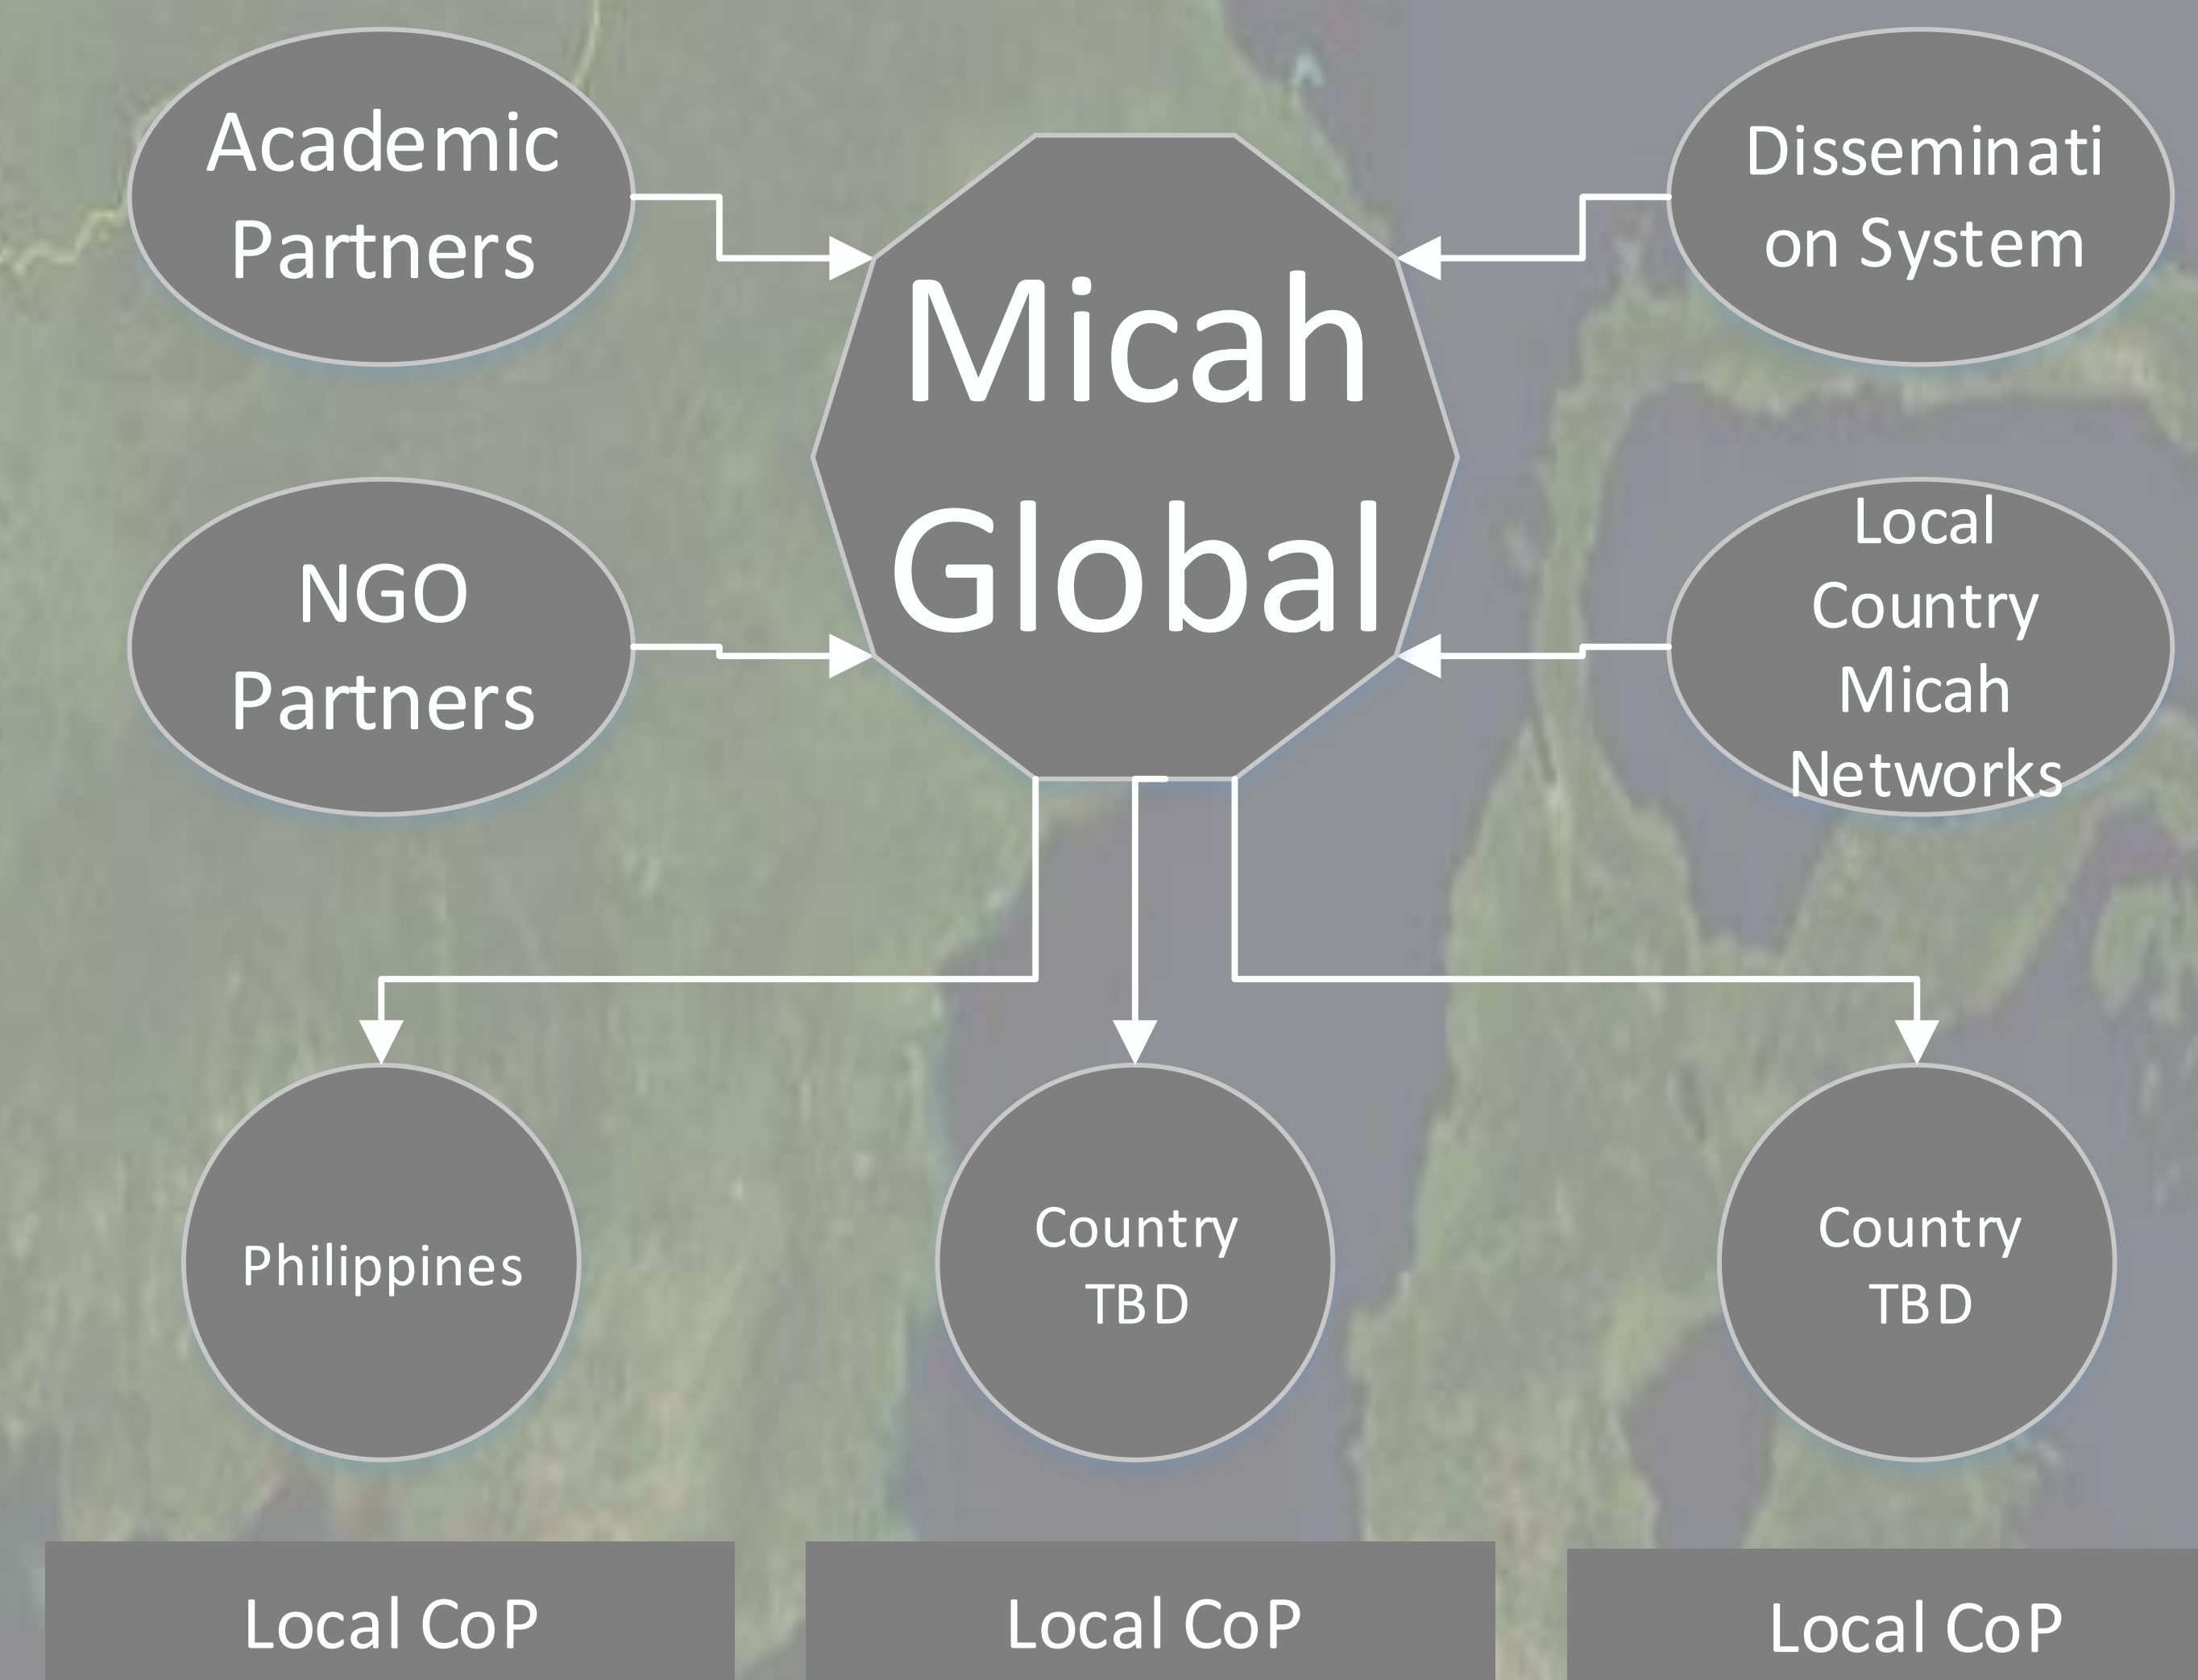 Academic
Partners
Disseminati
on System
Micah
Global
NGO
Partners
Local
Country
Micah
Networks
Philippines
Country
TBD
Country
TBD
Local CoP
Local CoP
Local CoP